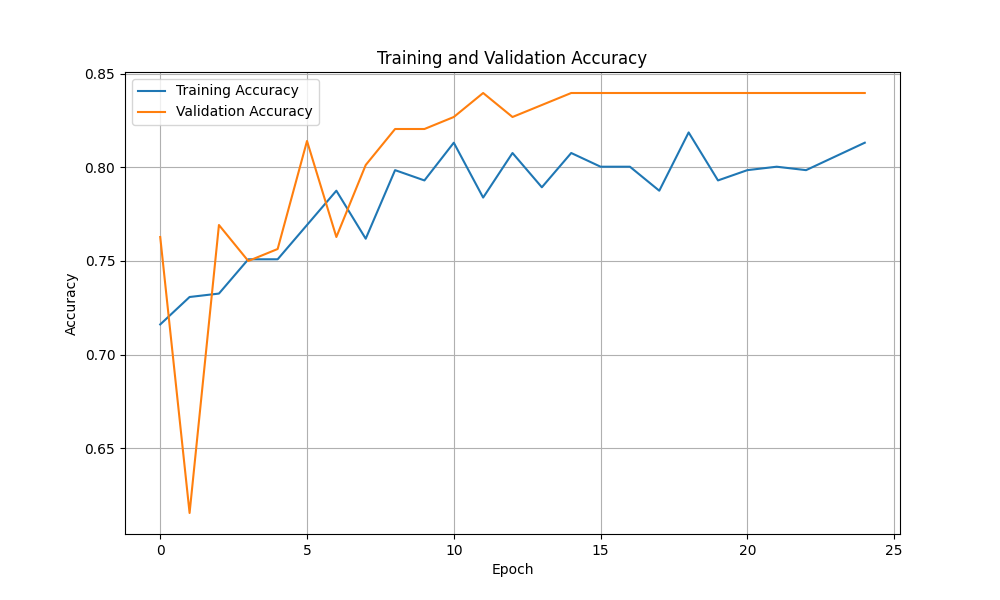 Training and Validation Accuracy
Training Accuracy
Validation Accuracy
0.85
0.80
0.75
0.70
0.65
Accuracy
0
5
10
15
20
25
Epoch